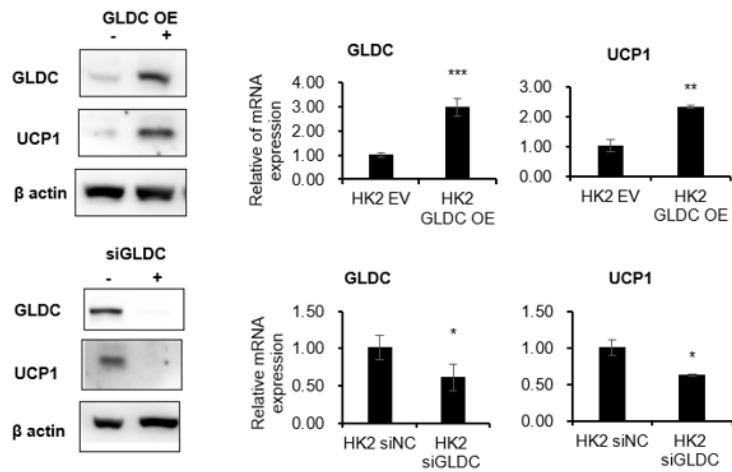 GLDC OE
- +
GLDC
UCP1
β actin
GLDC
Relative of mRNA
expression
4.00
3.00
2.00
1.00
0.00
***
HK2 EV
HK2
GLDC OE
UCP1
3.00
2.00
1.00
0.00
**
HK2 EV
HK2
GLDC OE
siGLDC
- +
GLDC
UCP1
β actin
GLDC
Relative mRNA
expression
1.50
1.00
0.50
0.00
*
HK2 siNC
HK2
siGLDC
UCP1
1.50
1.00
0.50
0.00
*
HK2 siNC
HK2
siGLDC